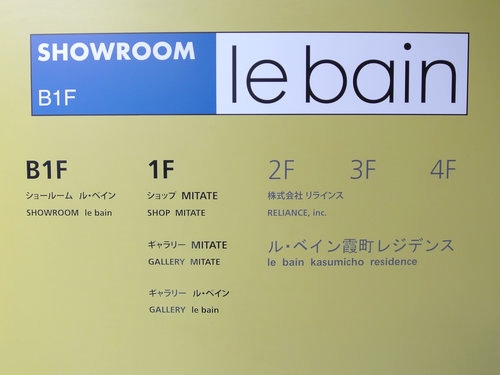 SHOWROOM
B1F
le bain
B1F 1F 2F 3F 4F
ショールーム ル・ベイン
SHOWROOM le bain
ショップ MITATE
SHOP MITATE
ギャラリー MITATE
GALLERY MITATE
ギャラリー ル・ベイン
GALLERY le bain
株式会社 リラインス
RELIANCE, inc.
ル・ベイン霞町レジデンス
le bain kasumicho residence